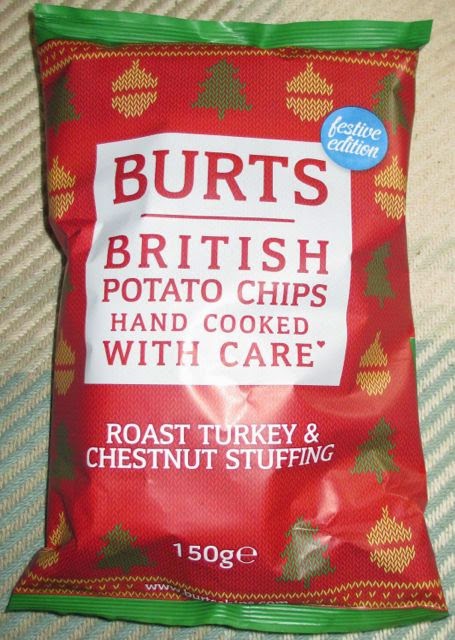 festive
edition
BURTS
BRITISH
POTATO CHIPS
HAND COOKED
WITH CARE♥
ROAST TURKEY &
CHESTNUT STUFFING
150g℮